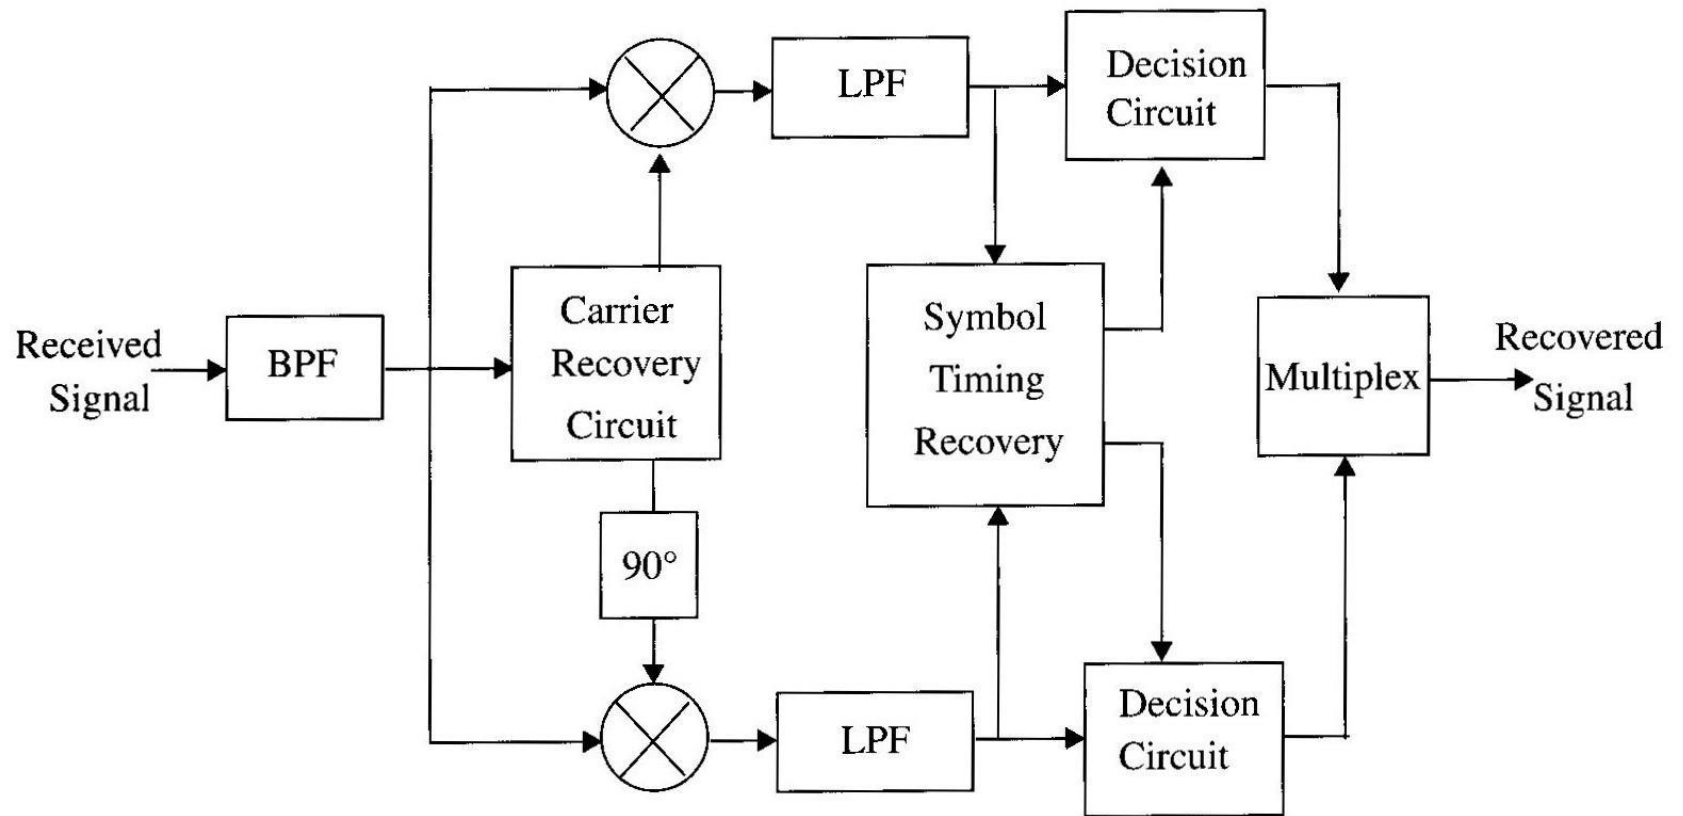 Received
Signal
BPF
Carrier
Recovery
Circuit
90°
LPF
LPF
Decision
Circuit
Symbol
Timing
Recovery
Decision
Circuit
Multiplex
Recovered
Signal